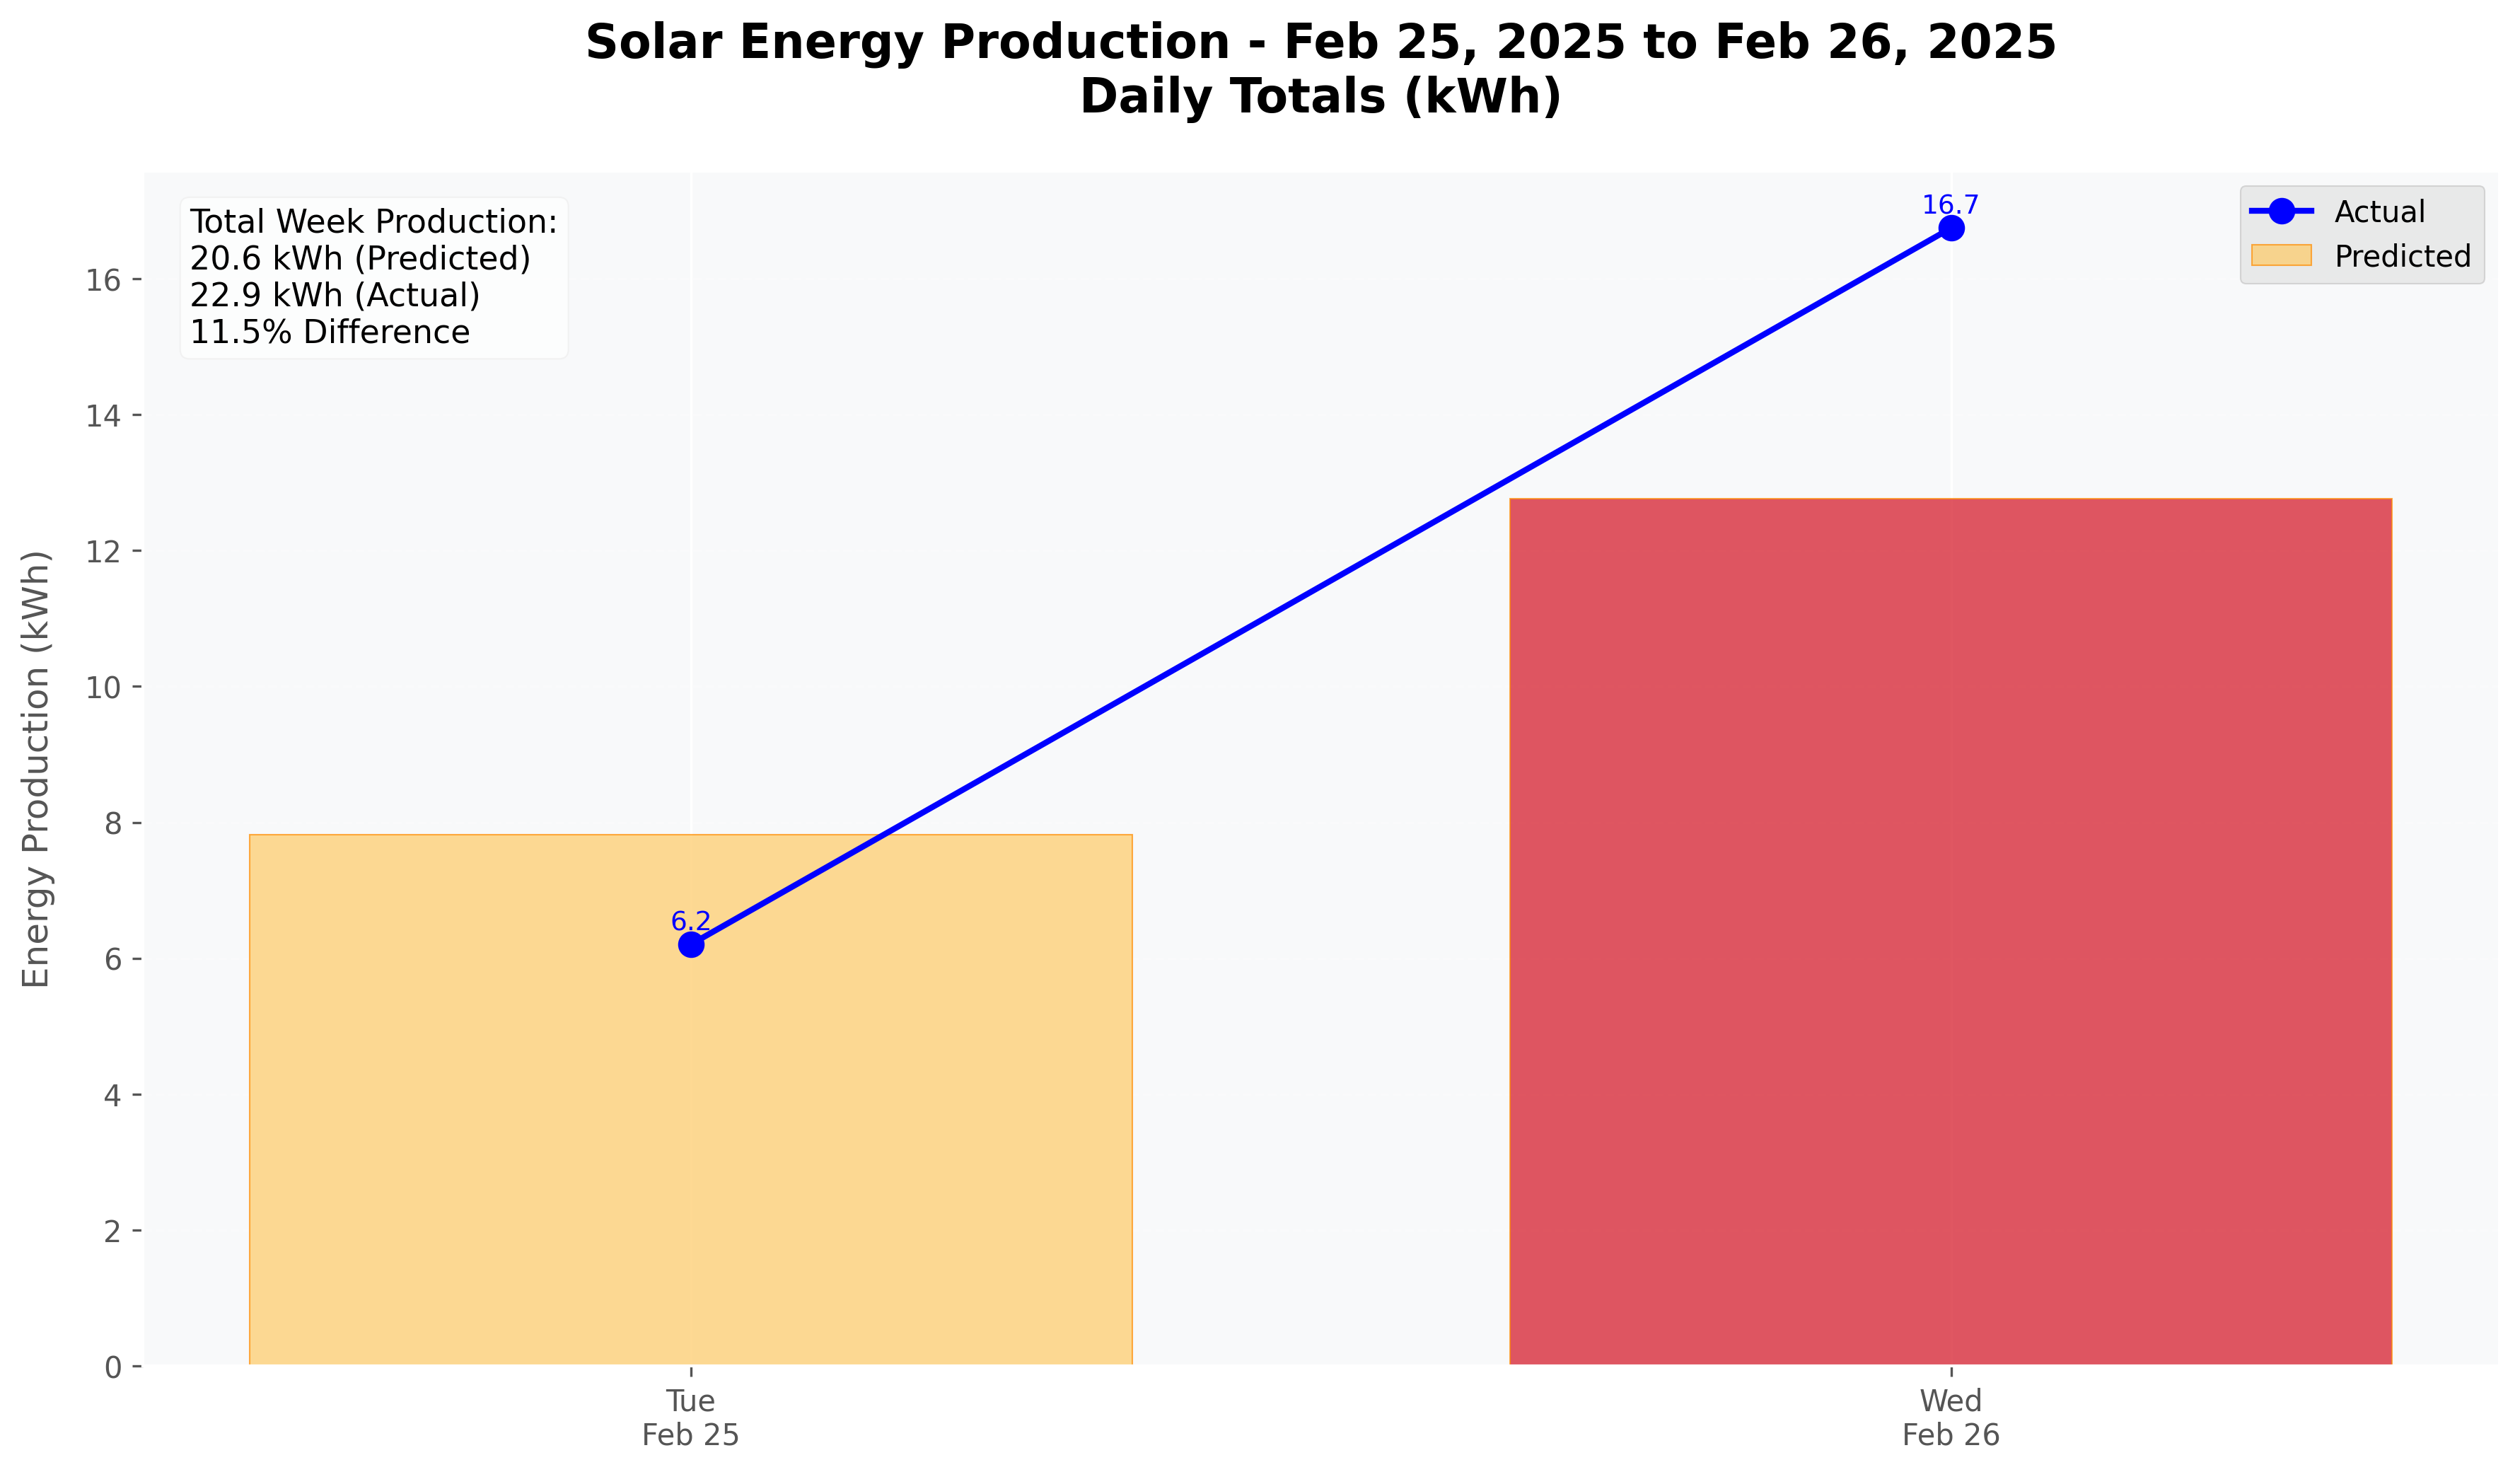 Solar Energy Production - Feb 25, 2025 to Feb 26, 2025
Daily Totals (kWh)
Total Week Production:
20.6 kWh (Predicted)
22.9 kWh (Actual)
11.5% Difference
Actual
Predicted
16.7
6.2
Energy Production (kWh)
16
14
12
10
8
6
4
2
0
Tue
Feb 25
Wed
Feb 26